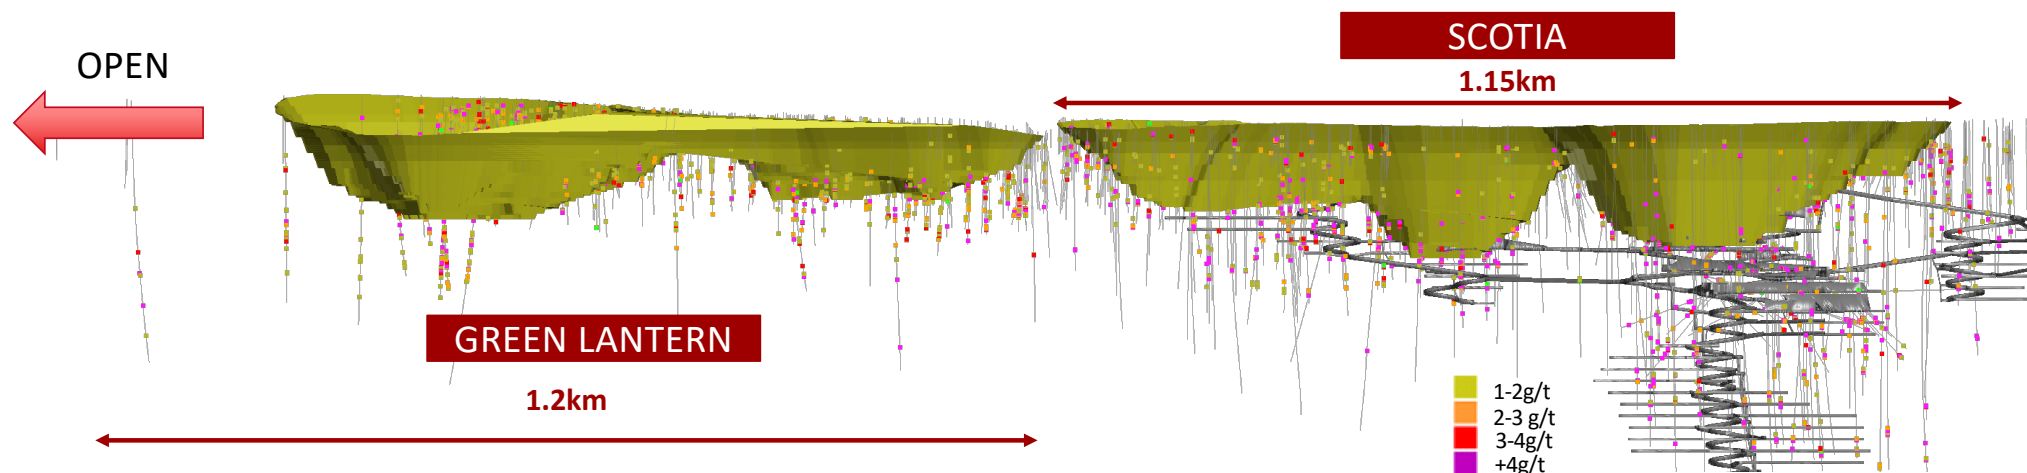 OPEN
SCOTIA
1.15km
GREEN LANTERN
1.2km
1-2g/t
2-3 g/t
3-4g/t
+4g/t